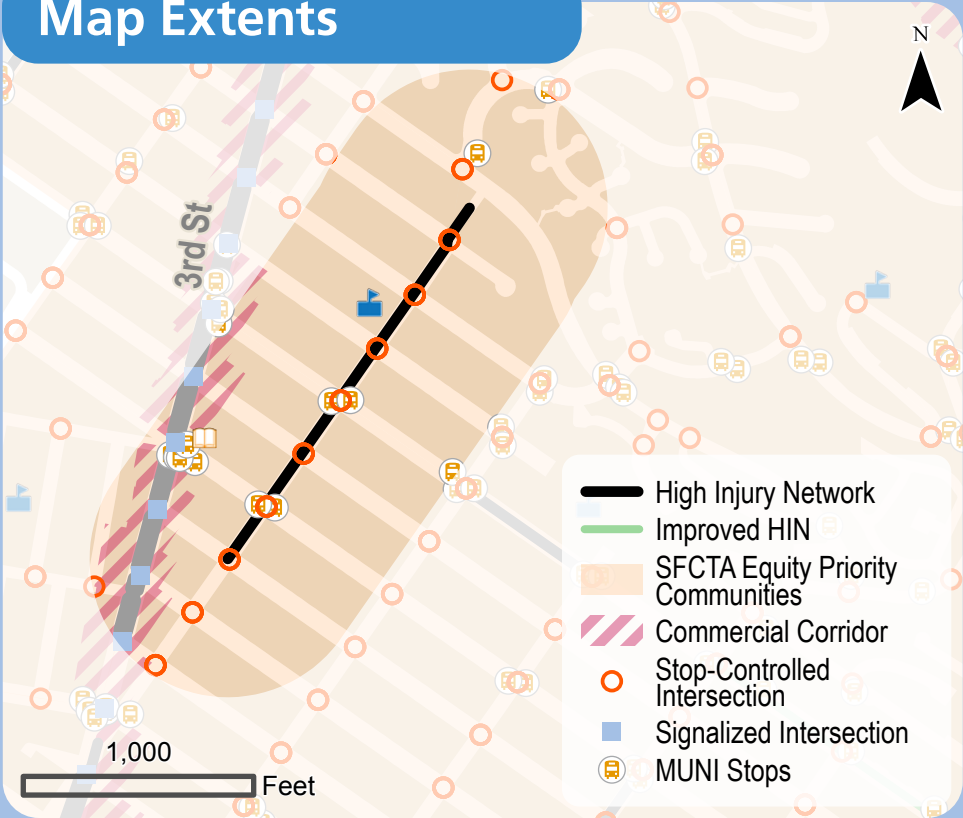 Map Extents
N
3rd St
High Injury Network
Improved HIN
SFCTA Equity Priority
Communities
Commercial Corridor
Stop-Controlled
Intersection
Signalized Intersection
MUNI Stops
1,000
Feet